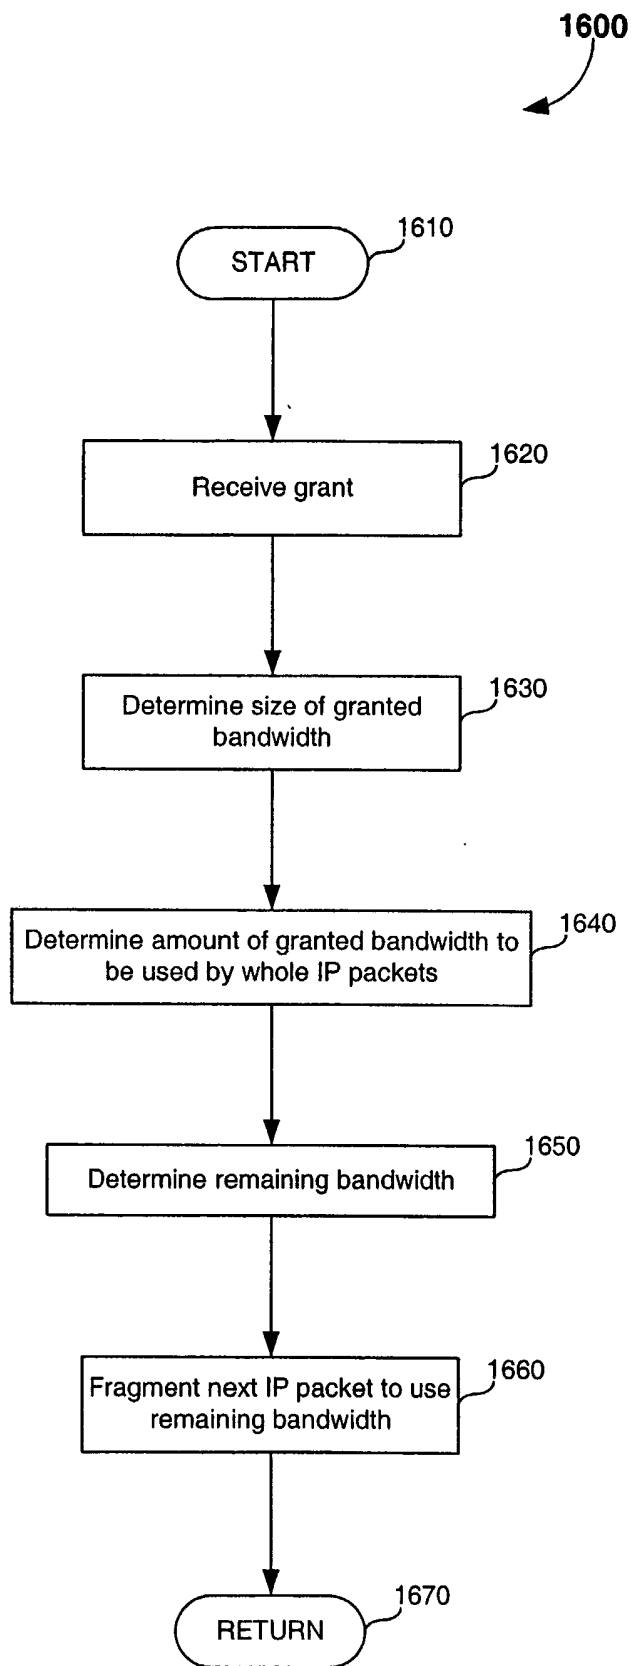 1600
1610
START
1620
Receive grant
1630
Determine size of granted
bandwidth
1640
Determine amount of granted bandwidth to
be used by whole IP packets
1650
Determine remaining bandwidth
1660
Fragment next IP packet to use
remaining bandwidth
1670
RETURN